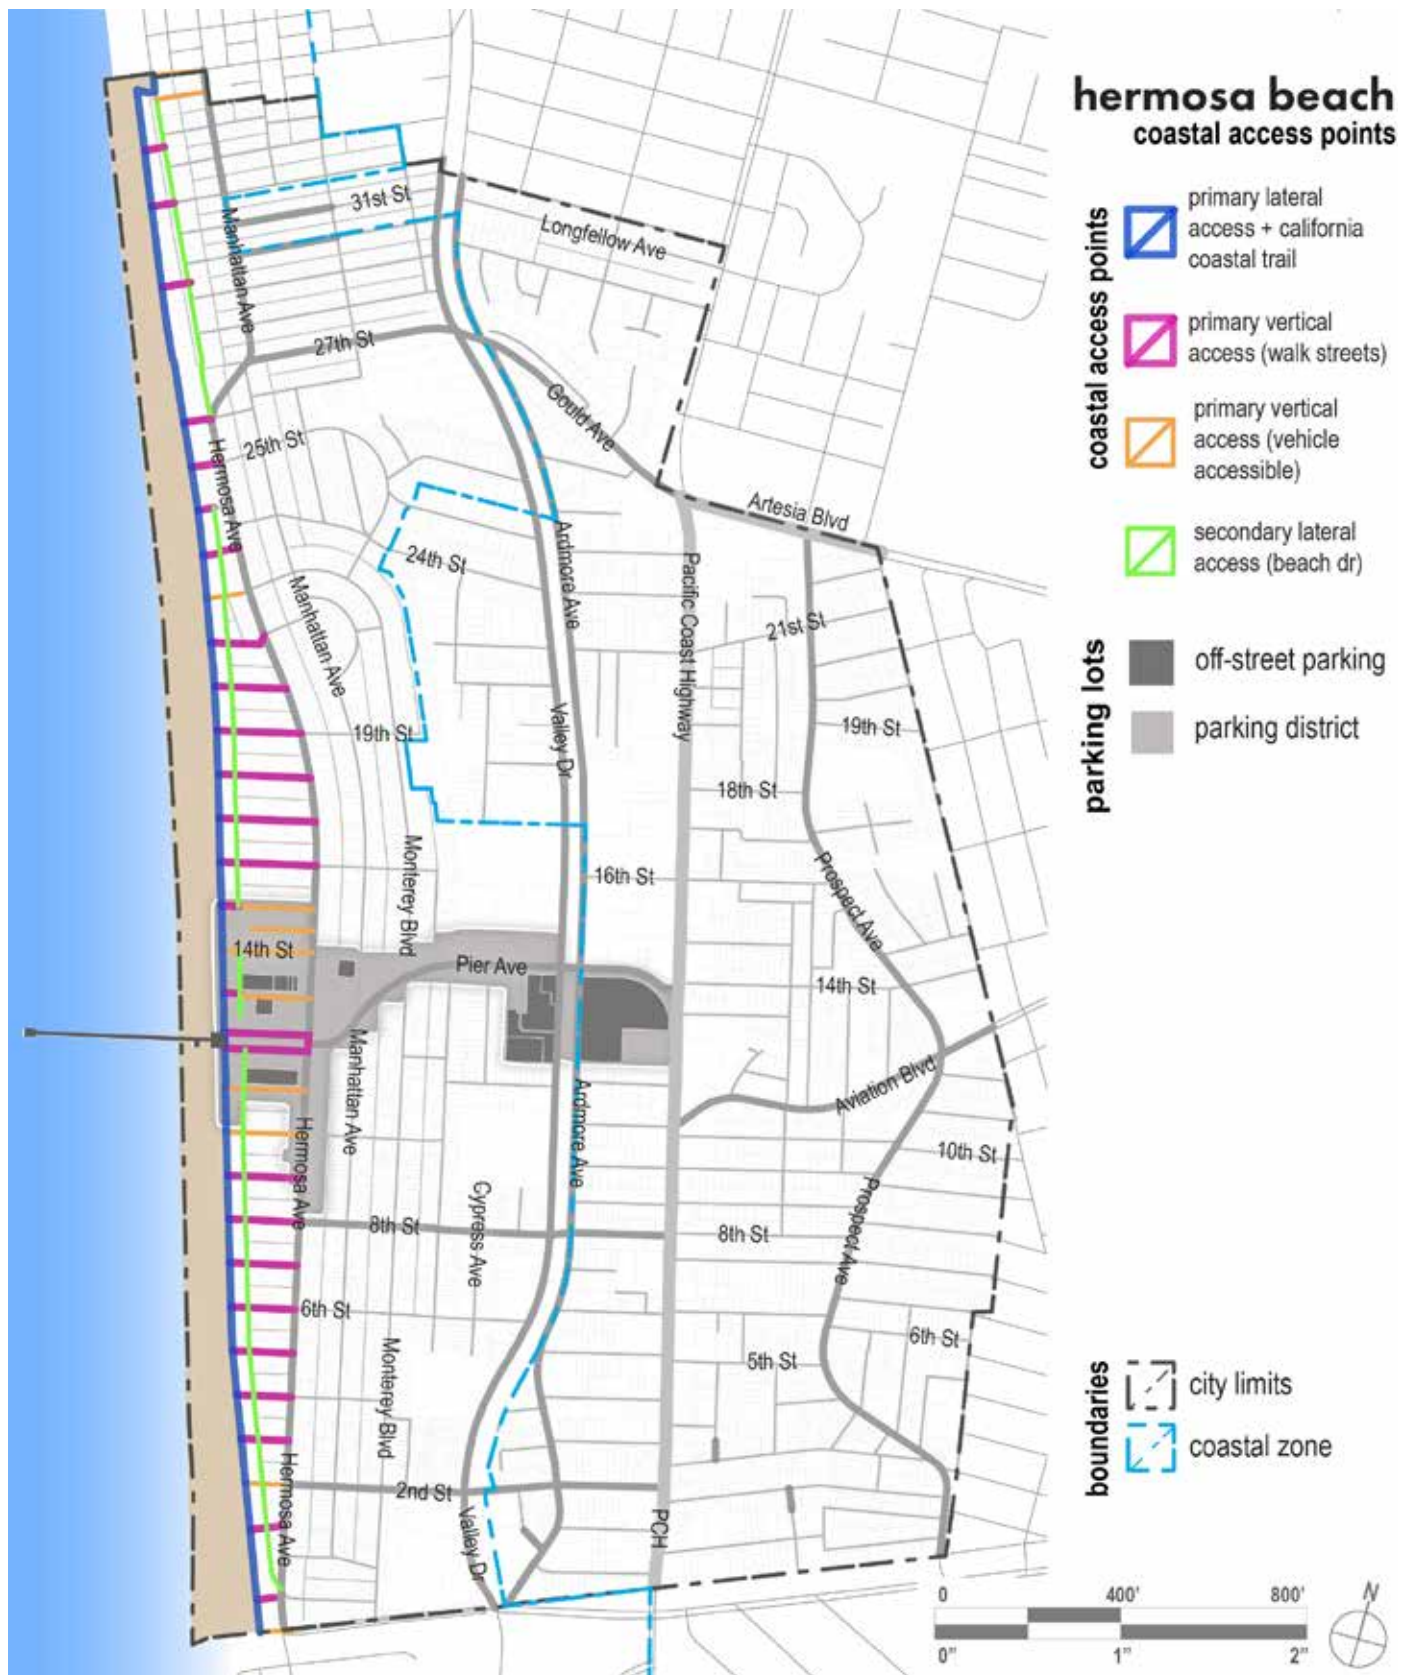 hermosa beach
coastal access points
coastal access points
primary lateral
access + california
coastal trail
primary vertical
access (walk streets)
primary vertical
access (vehicle
accessible)
secondary lateral
access (beach dr)
parking lots
off-street parking
parking district
boundaries
city limits
coastal zone
31st St
Longfellow Ave
Manhattan Ave
27th St
Gould Ave
25th St
Hermosa Ave
Artesia Blvd
24th St
Ardmore Ave
Pacific Coast Highway
Manhattan Ave
21st St
19th St
Valley Dr
19th St
18th St
Monterey Blvd
16th St
Prospect Ave
14th St
Pier Ave
14th St
Manhattan Ave
Aviation Blvd
Ardmore Ave
Hermosa Ave
10th St
Cypress Ave
8th St
8th St
Prospect Ave
6th St
6th St
5th St
Monterey Blvd
Hermosa Ave
2nd St
Valley Dr
PCH
0 400' 800'
0" 1" 2"
N